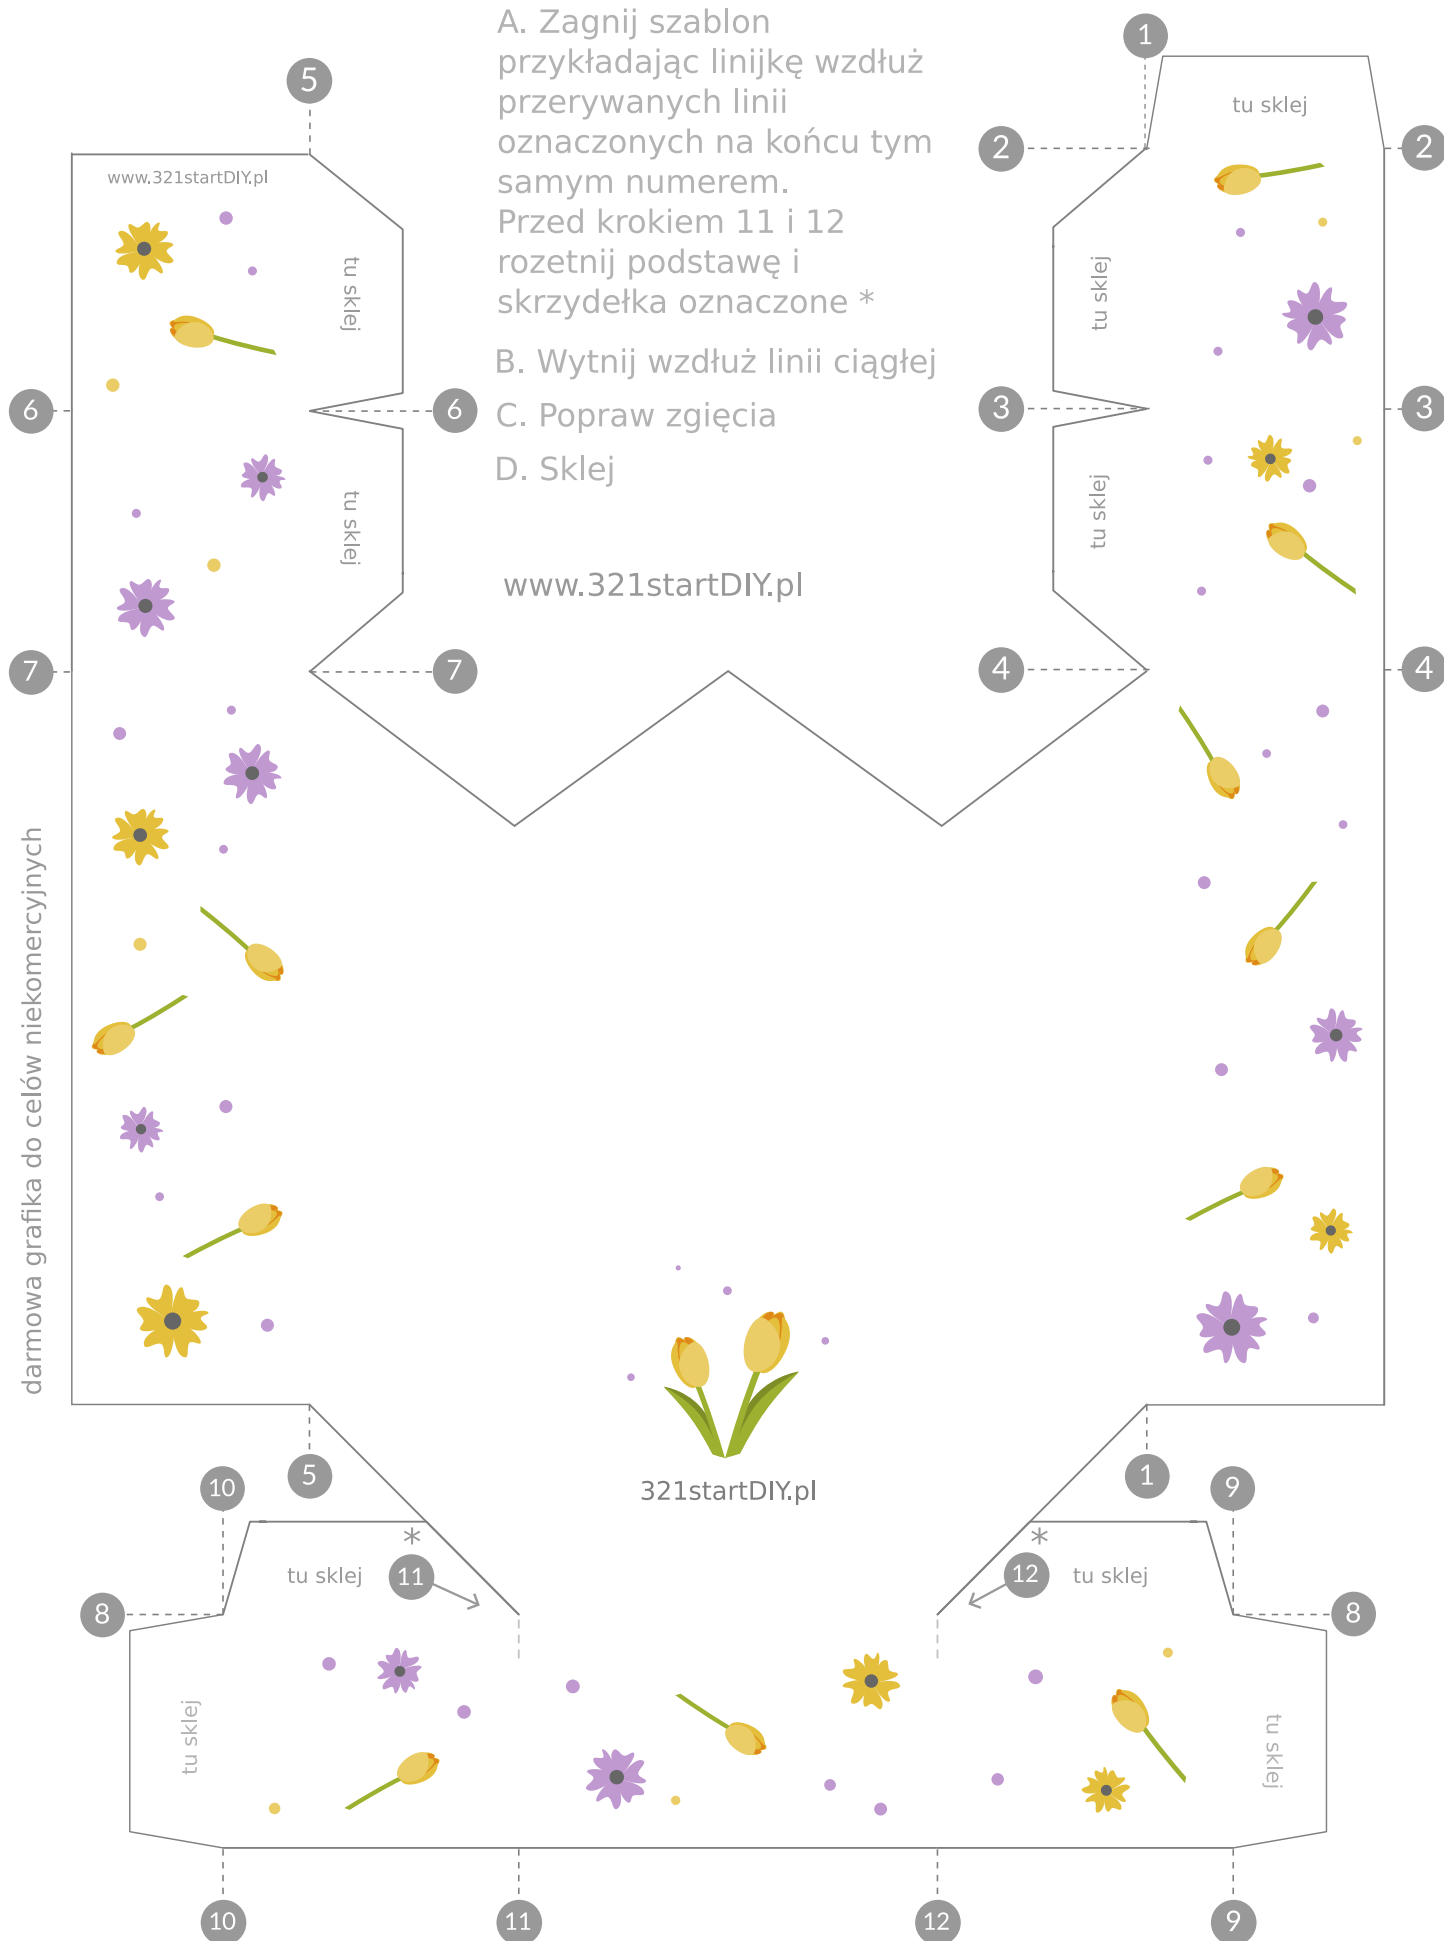 A. Zagnij szablon
przykładając linijkę wzdłuż
przerywanych linii
oznaczonych na końcu tym
samym numerem.
Przed krokiem 11 i 12
rozetnij podstawę i
skrzydełka oznaczone *
B. Wytnij wzdłuż linii ciągłej
C. Popraw zgięcia
D. Sklej
www.321startDIY.pl
5
1
tu sklej
2
2
www.321startDIY.pl
tu sklej
tu sklej
6
6
3
3
tu sklej
tu sklej
7
7
4
4
darmowa grafika do celów niekomercyjnych
321startDIY.pl
5
1
10
9
*
*
tu sklej
11
12
tu sklej
8
8
tu sklej
tu sklej
10
11
12
9